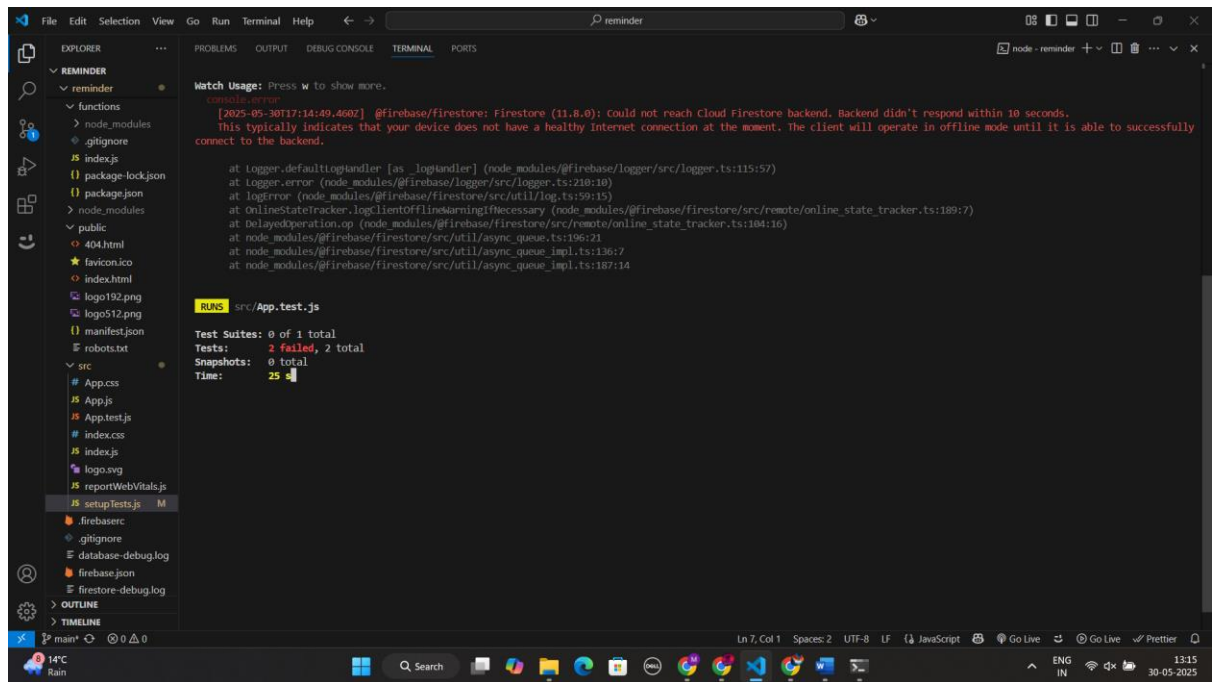 File Edit Selection View Go Run Terminal Help
reminder
EXPLORER
REMINDER
reminder
functions
node_modules
.gitignore
JS index.js
{} package-lock.json
{} package.json
node_modules
public
<> 404.html
favicon.ico
<> index.html
logo192.png
logo512.png
{} manifest.json
robots.txt
src
# App.css
JS App.js
JS App.test.js
# index.css
JS index.js
logo.svg
JS reportWebVitals.js
JS setupTests.js M
.firebaserc
.gitignore
database-debug.log
firebase.json
firestore-debug.log
OUTLINE
TIMELINE
PROBLEMS OUTPUT DEBUG CONSOLE TERMINAL PORTS
node - reminder
Watch Usage: Press w to show more.
console.error
[2025-05-30T17:14:49.460Z] @firebase/firestore: Firestore (11.8.0): Could not reach Cloud Firestore backend. Backend didn't respond within 10 seconds.
This typically indicates that your device does not have a healthy Internet connection at the moment. The client will operate in offline mode until it is able to successfully
connect to the backend.
at Logger.defaultLogHandler [as _logHandler] (node_modules/@firebase/logger/src/logger.ts:115:57)
at Logger.error (node_modules/@firebase/logger/src/logger.ts:210:10)
at logError (node_modules/@firebase/firestore/src/util/log.ts:59:15)
at OnlineStateTracker.logClientOfflineWarningIfNecessary (node_modules/@firebase/firestore/src/remote/online_state_tracker.ts:189:7)
at DelayedOperation.op (node_modules/@firebase/firestore/src/remote/online_state_tracker.ts:104:16)
at node_modules/@firebase/firestore/src/util/async_queue.ts:196:21
at node_modules/@firebase/firestore/src/util/async_queue_impl.ts:136:7
at node_modules/@firebase/firestore/src/util/async_queue_impl.ts:187:14
RUNS src/App.test.js
Test Suites: 0 of 1 total
Tests: 2 failed, 2 total
Snapshots: 0 total
Time: 25 s
main* 0 0 Ln 7, Col 1 Spaces: 2 UTF-8 LF {} JavaScript Go Live Go Live Prettier
8 14°C
Rain
Search
DELL
ENG
IN
13:15
30-05-2025